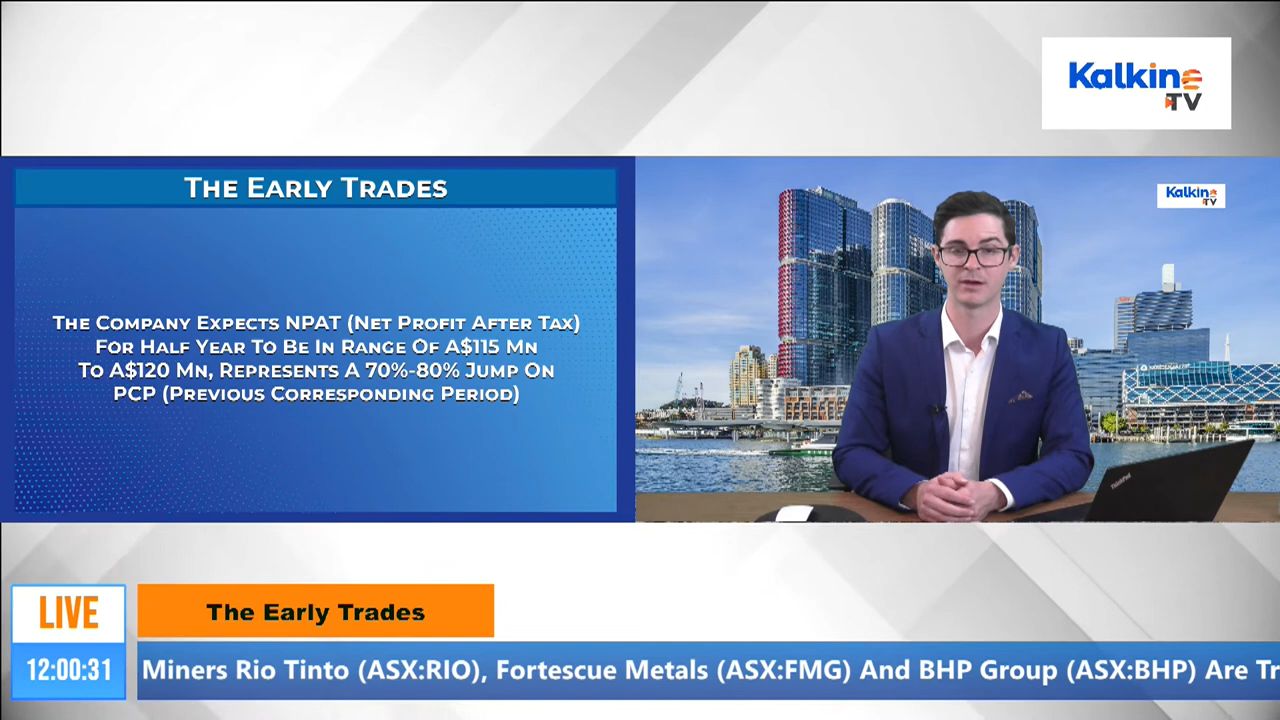 Kalkine
TV
THE EARLY TRADES
THE COMPANY EXPECTS NPAT (NET PROFIT AFTER TAX)
FOR HALF YEAR TO BE IN RANGE OF A$115 MN
TO A$120 MN, REPRESENTS A 70%-80% JUMP ON
PCP (PREVIOUS CORRESPONDING PERIOD)
Kalkine
TV
ThinkPad
LIVE
The Early Trades
12:00:31
Miners Rio Tinto (ASX:RIO), Fortescue Metals (ASX:FMG) And BHP Group (ASX:BHP) Are Tr